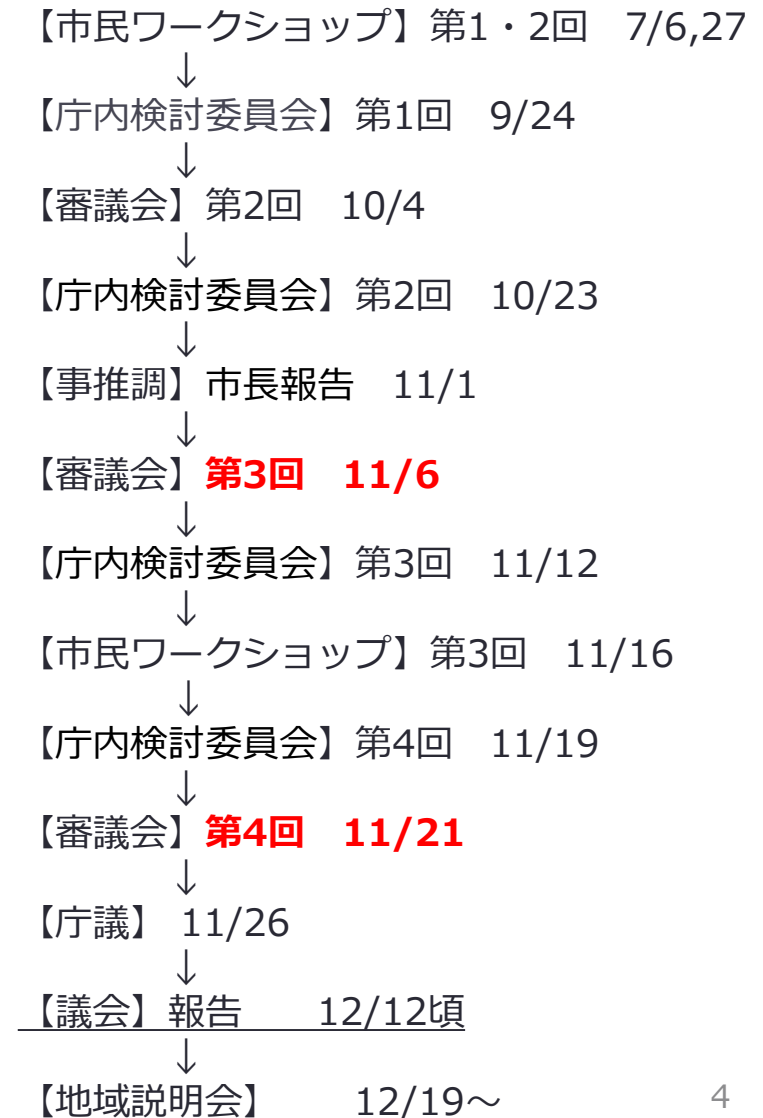 【市民ワークショップ】第1・2回　7/6,27
↓
【庁内検討委員会】第1回　9/24
↓
【審議会】第2回　10/4
↓
【庁内検討委員会】第2回　10/23
↓
【事推調】市長報告　11/1
↓
【審議会】第3回　11/6
↓
【庁内検討委員会】第3回　11/12
↓
【市民ワークショップ】第3回　11/16
↓
【庁内検討委員会】第4回　11/19
↓
【審議会】第4回　11/21
↓
【庁議】 11/26
↓
【議会】報告　　12/12頃
↓
【地域説明会】　　12/19～
4